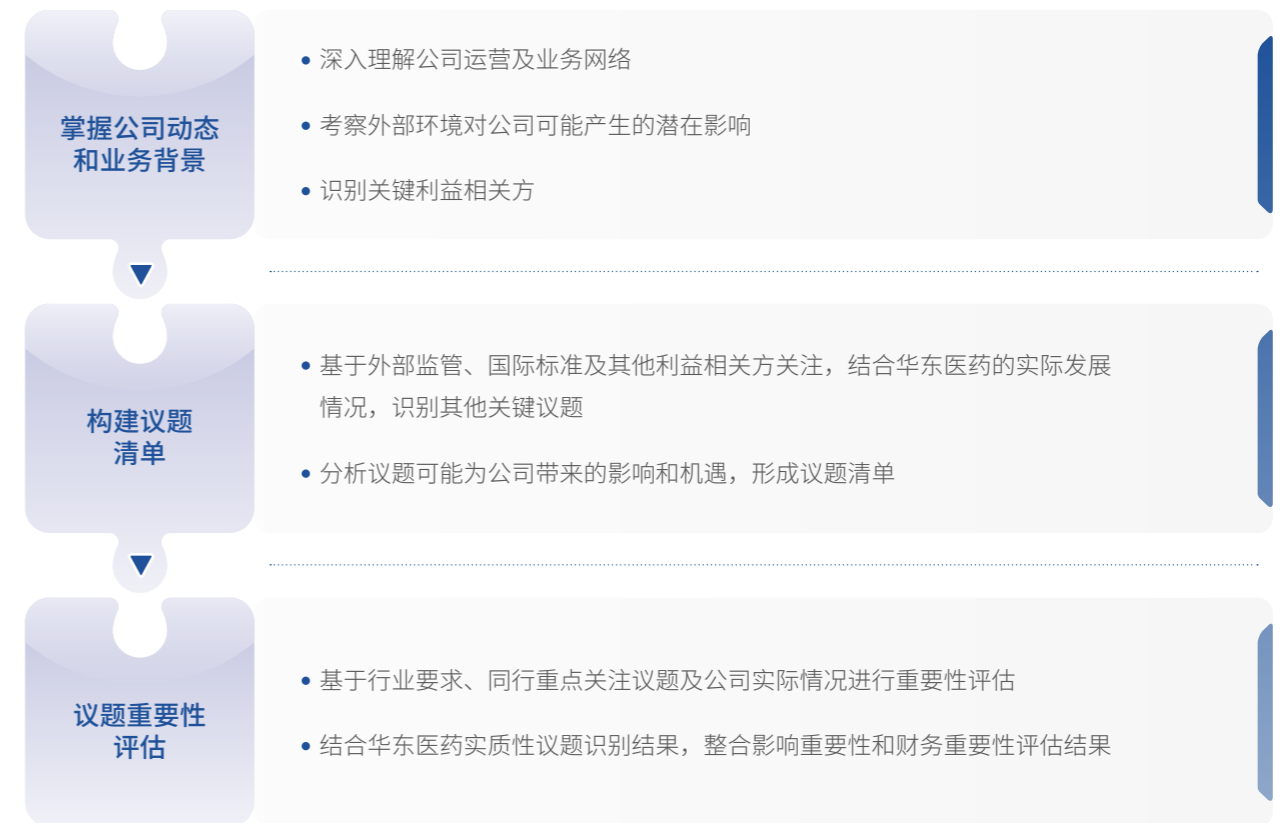 掌握公司动态
和业务背景
• 深入理解公司运营及业务网络
• 考察外部环境对公司可能产生的潜在影响
• 识别关键利益相关方
构建议题
清单
• 基于外部监管、国际标准及其他利益相关方关注，结合华东医药的实际发展
情况，识别其他关键议题
• 分析议题可能为公司带来的影响和机遇，形成议题清单
议题重要性
评估
• 基于行业要求、同行重点关注议题及公司实际情况进行重要性评估
• 结合华东医药实质性议题识别结果，整合影响重要性和财务重要性评估结果